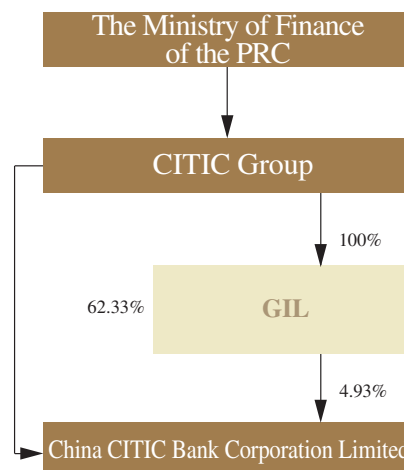 The Ministry of Finance
of the PRC
CITIC Group
100%
62.33%
GIL
4.93%
China CITIC Bank Corporation Limited